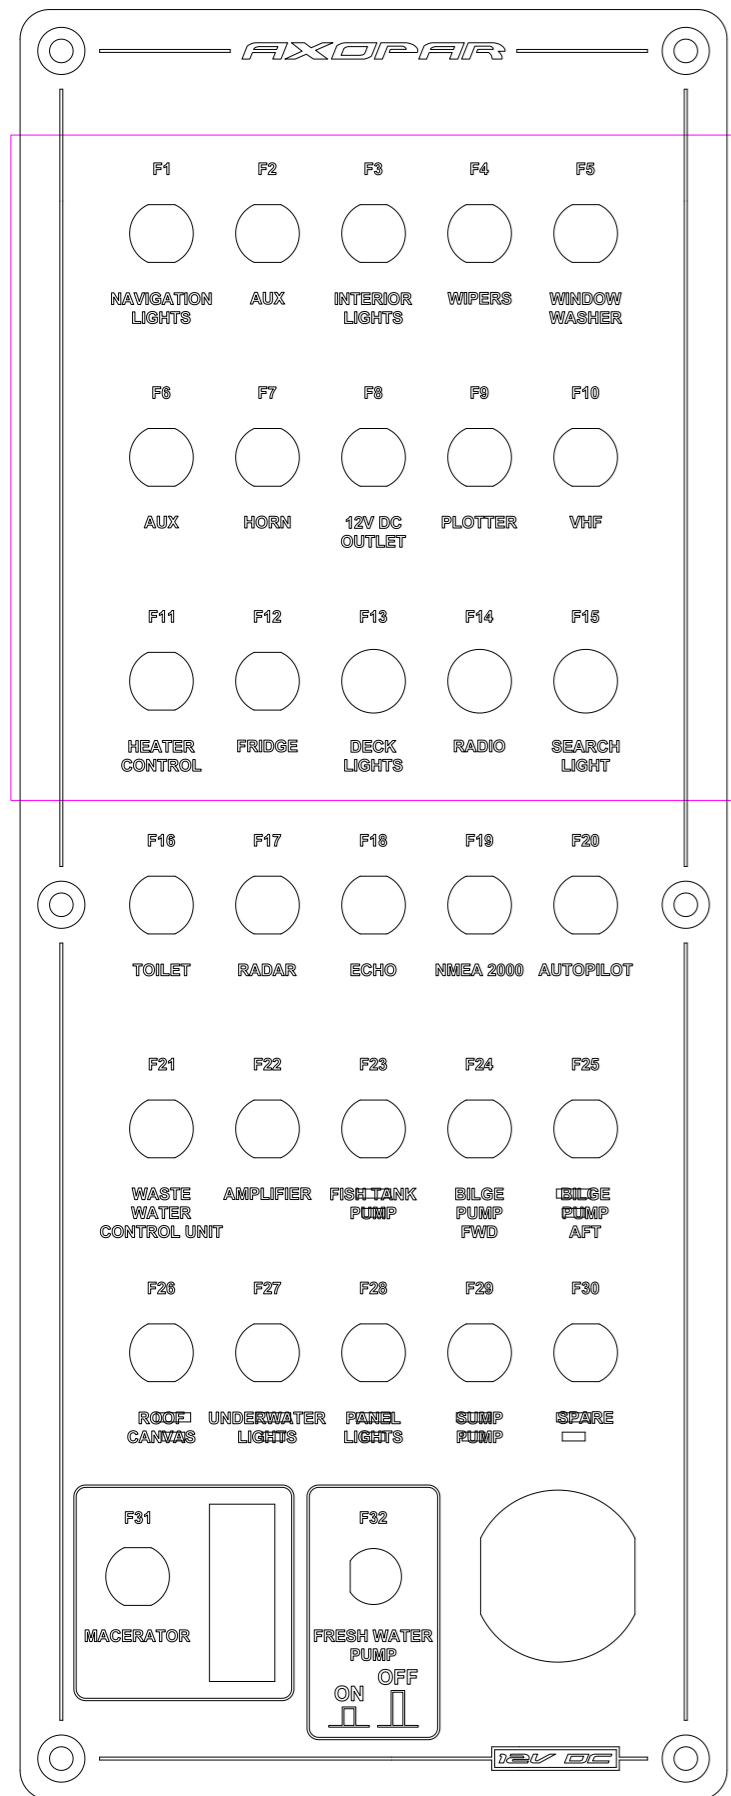 AXOPAR
F1 F2 F3 F4 F5
NAVIGATION AUX INTERIOR WIPERS WINDOW
LIGHTS LIGHTS WASHER
F6 F7 F8 F9 F10
AUX HORN 12V DC PLOTTER VHF
OUTLET
F11 F12 F13 F14 F15
HEATER FRIDGE DECK RADIO SEARCH
CONTROL LIGHTS LIGHT
F16 F17 F18 F19 F20
TOILET RADAR ECHO NMEA 2000 AUTOPILOT
F21 F22 F23 F24 F25
WASTE AMPLIFIER FISH TANK BILGE BILGE
WATER PUMP PUMP PUMP
CONTROL UNIT FWD AFT
F26 F27 F28 F29 F30
ROOF UNDERWATER PANEL SUMP SPARE
CANVAS LIGHTS LIGHTS PUMP
F31 F32
MACERATOR FRESH WATER
PUMP
ON OFF
12V DC